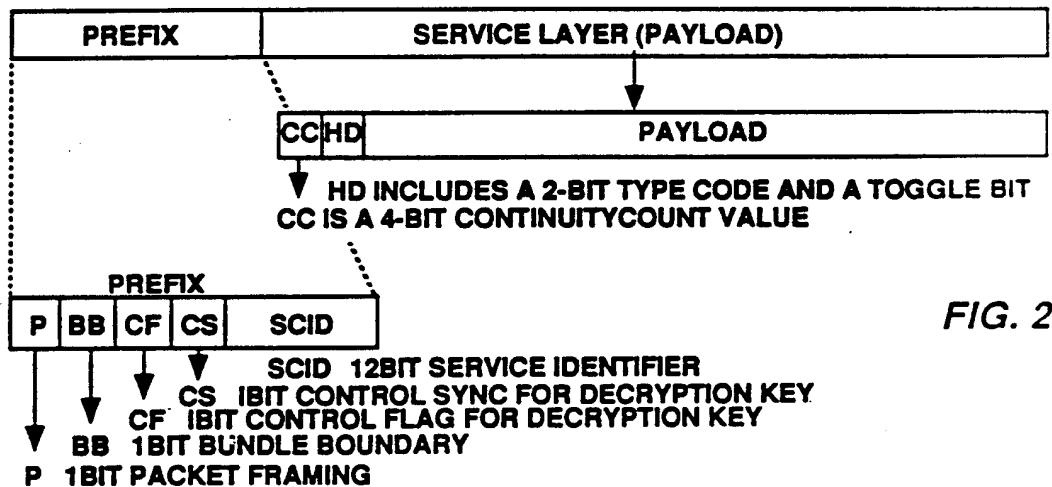 PREFIX SERVICE LAYER (PAYLOAD)
CC HD PAYLOAD
HD INCLUDES A 2-BIT TYPE CODE AND A TOGGLE BIT
CC IS A 4-BIT CONTINUITYCOUNT VALUE
PREFIX
P BB CF CS SCID
FIG. 2
SCID 12BIT SERVICE IDENTIFIER
CS IBIT CONTROL SYNC FOR DECRYPTION KEY
CF IBIT CONTROL FLAG FOR DECRYPTION KEY
BB 1BIT BUNDLE BOUNDARY
P 1BIT PACKET FRAMING